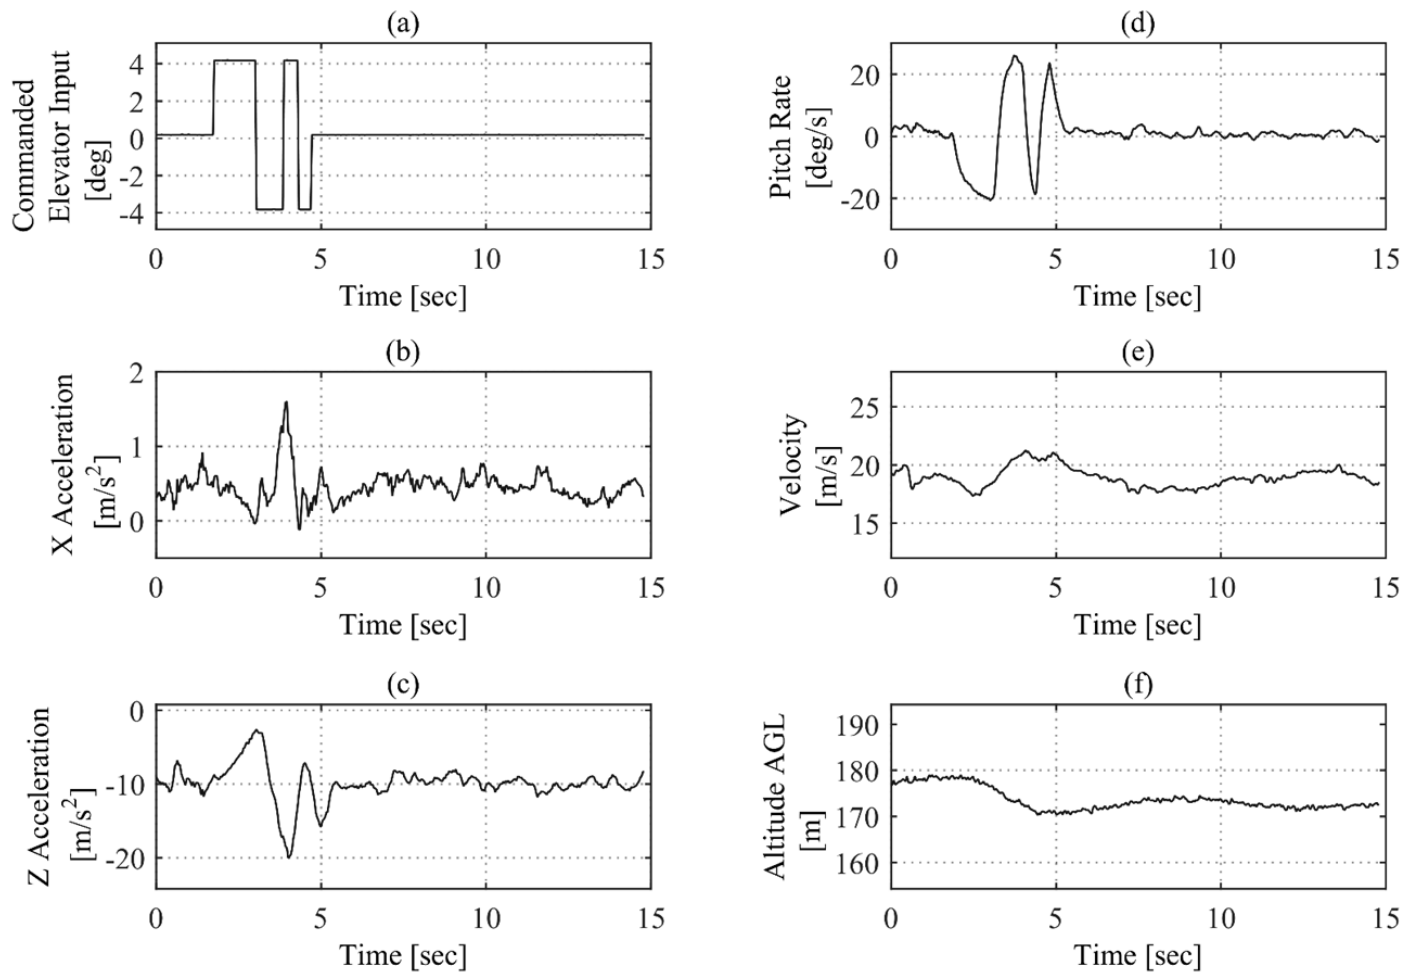 (a)
Commanded
Elevator Input
[deg]
4
2
0
-2
-4
0 5 10 15
Time [sec]
(b)
X Acceleration
[m/s²]
2
1
0
0 5 10 15
Time [sec]
(c)
Z Acceleration
[m/s²]
0
-10
-20
0 5 10 15
Time [sec]
(d)
Pitch Rate
[deg/s]
20
0
-20
0 5 10 15
Time [sec]
(e)
Velocity
[m/s]
25
20
15
0 5 10 15
Time [sec]
(f)
Altitude AGL
[m]
190
180
170
160
0 5 10 15
Time [sec]